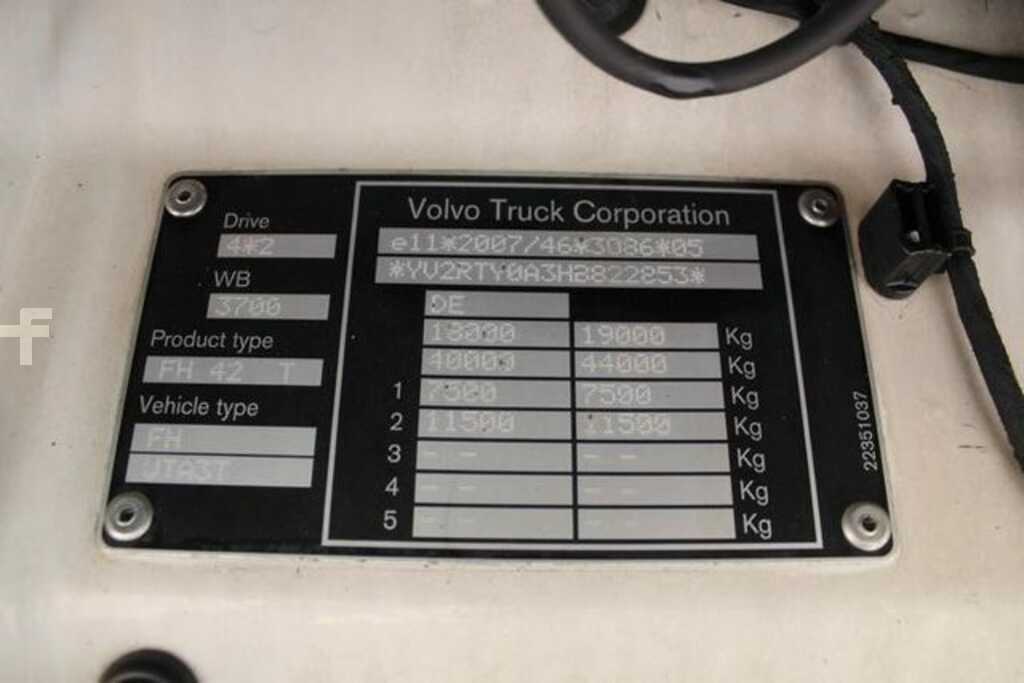 Volvo Truck Corporation
Drive
4*2
e11*2007/46*3086*05
*YV2RTY0A3HB822853*
WB
3700
DE
18000 19000 Kg
Product type
40000 44000 Kg
FH 42 T
1 7500 7500 Kg
Vehicle type
2 11500 11500 Kg
FH
3 -- -- Kg
VTA3T
4 -- -- Kg
5 -- -- Kg
22351037